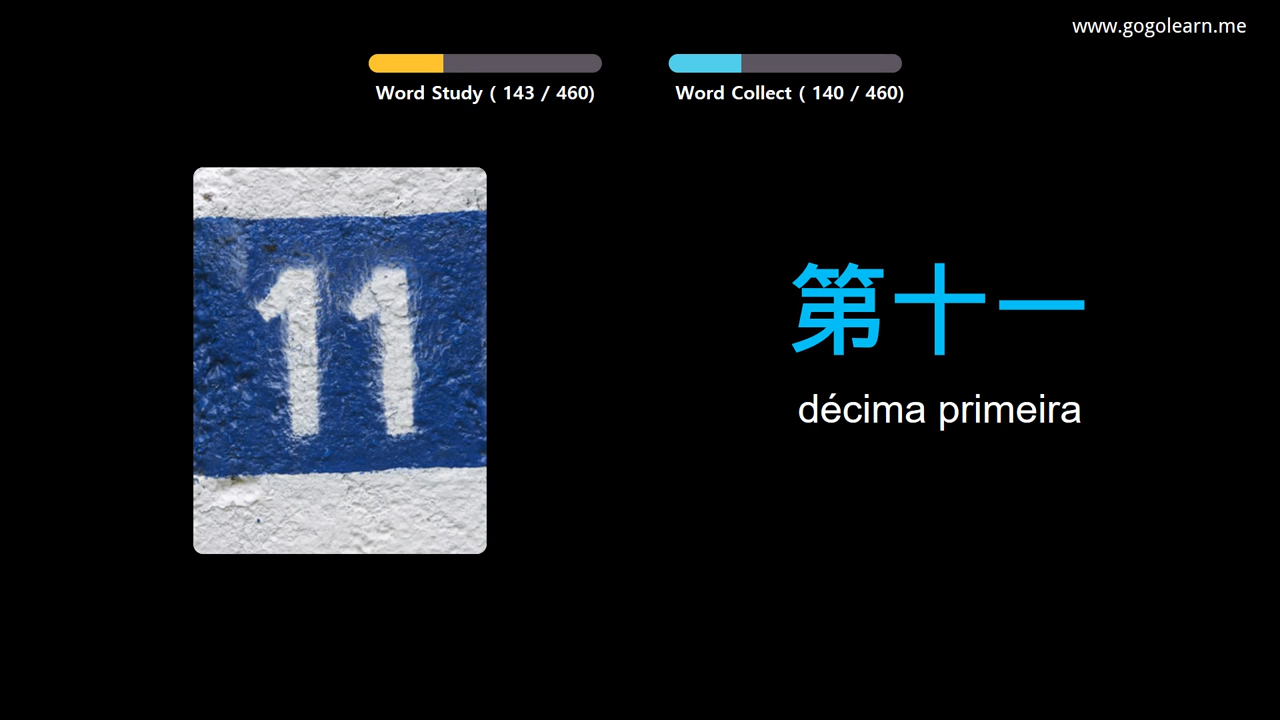 www.gogolearn.me
Word Study ( 143 / 460)
Word Collect ( 140 / 460)
11
第十一
décima primeira